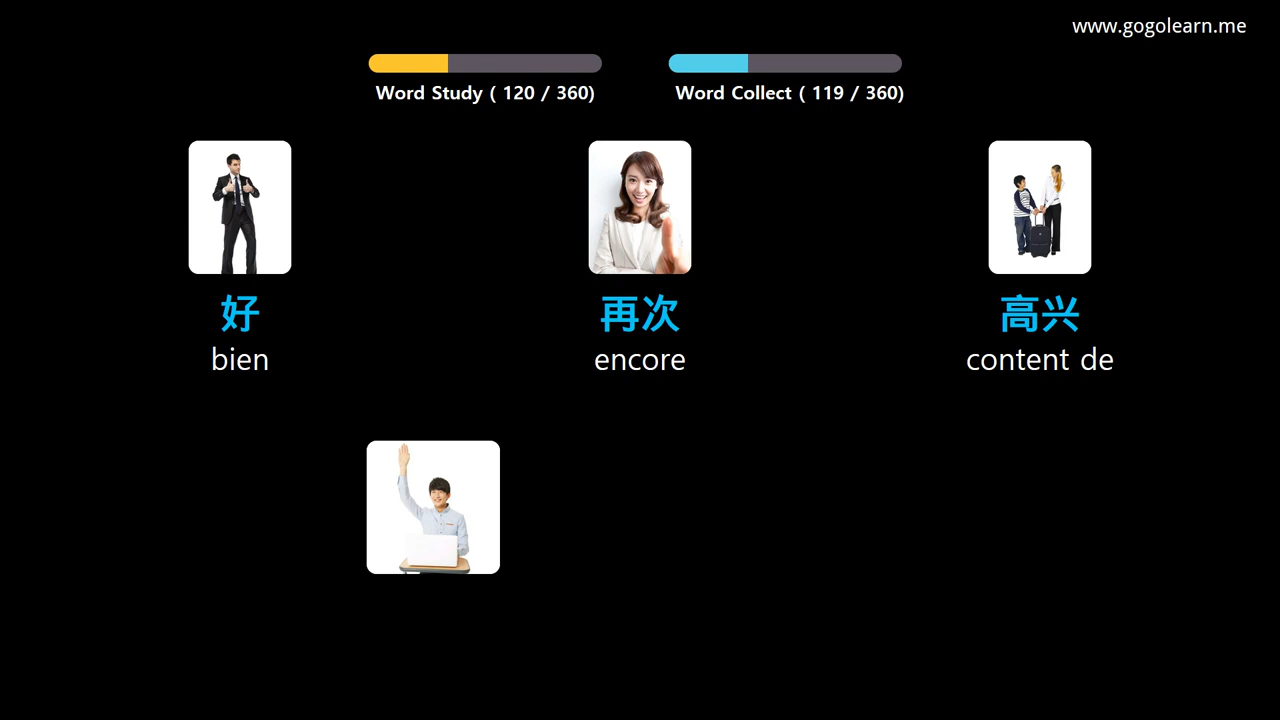 www.gogolearn.me
Word Study ( 120 / 360)
Word Collect ( 119 / 360)
好
bien
再次
encore
高兴
content de